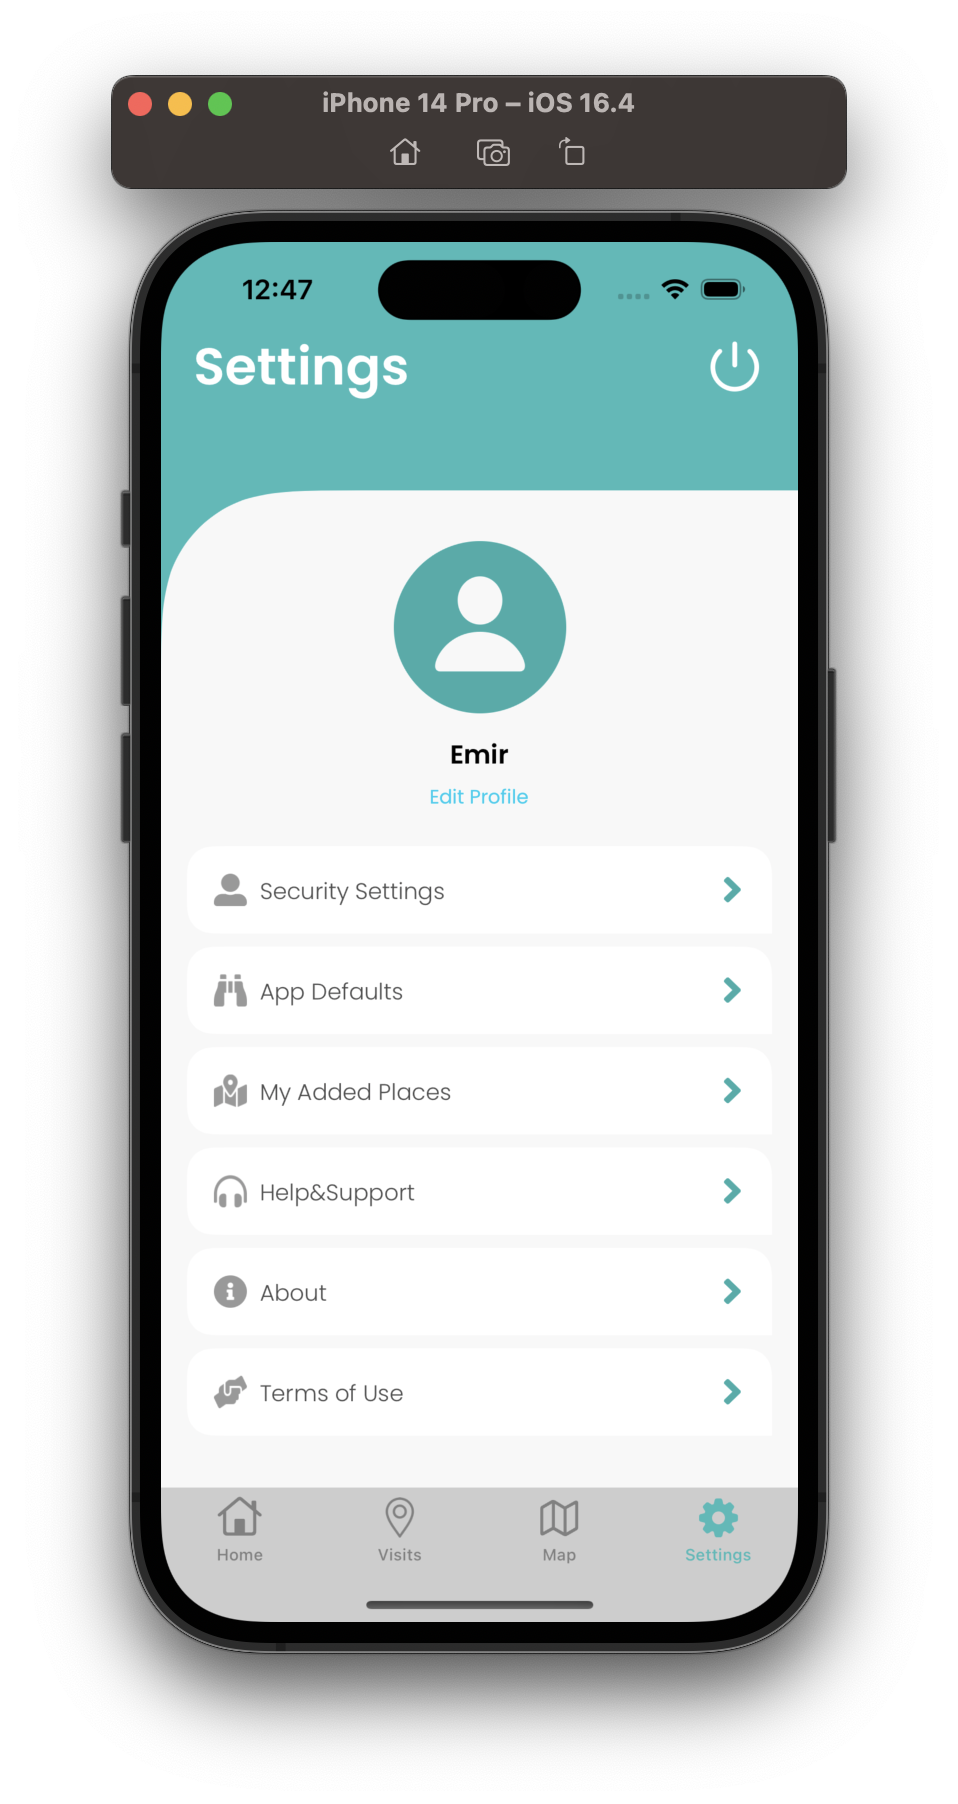 iPhone 14 Pro – iOS 16.4
12:47
Settings
Emir
Edit Profile
Security Settings
App Defaults
My Added Places
Help&Support
About
Terms of Use
Home Visits Map Settings